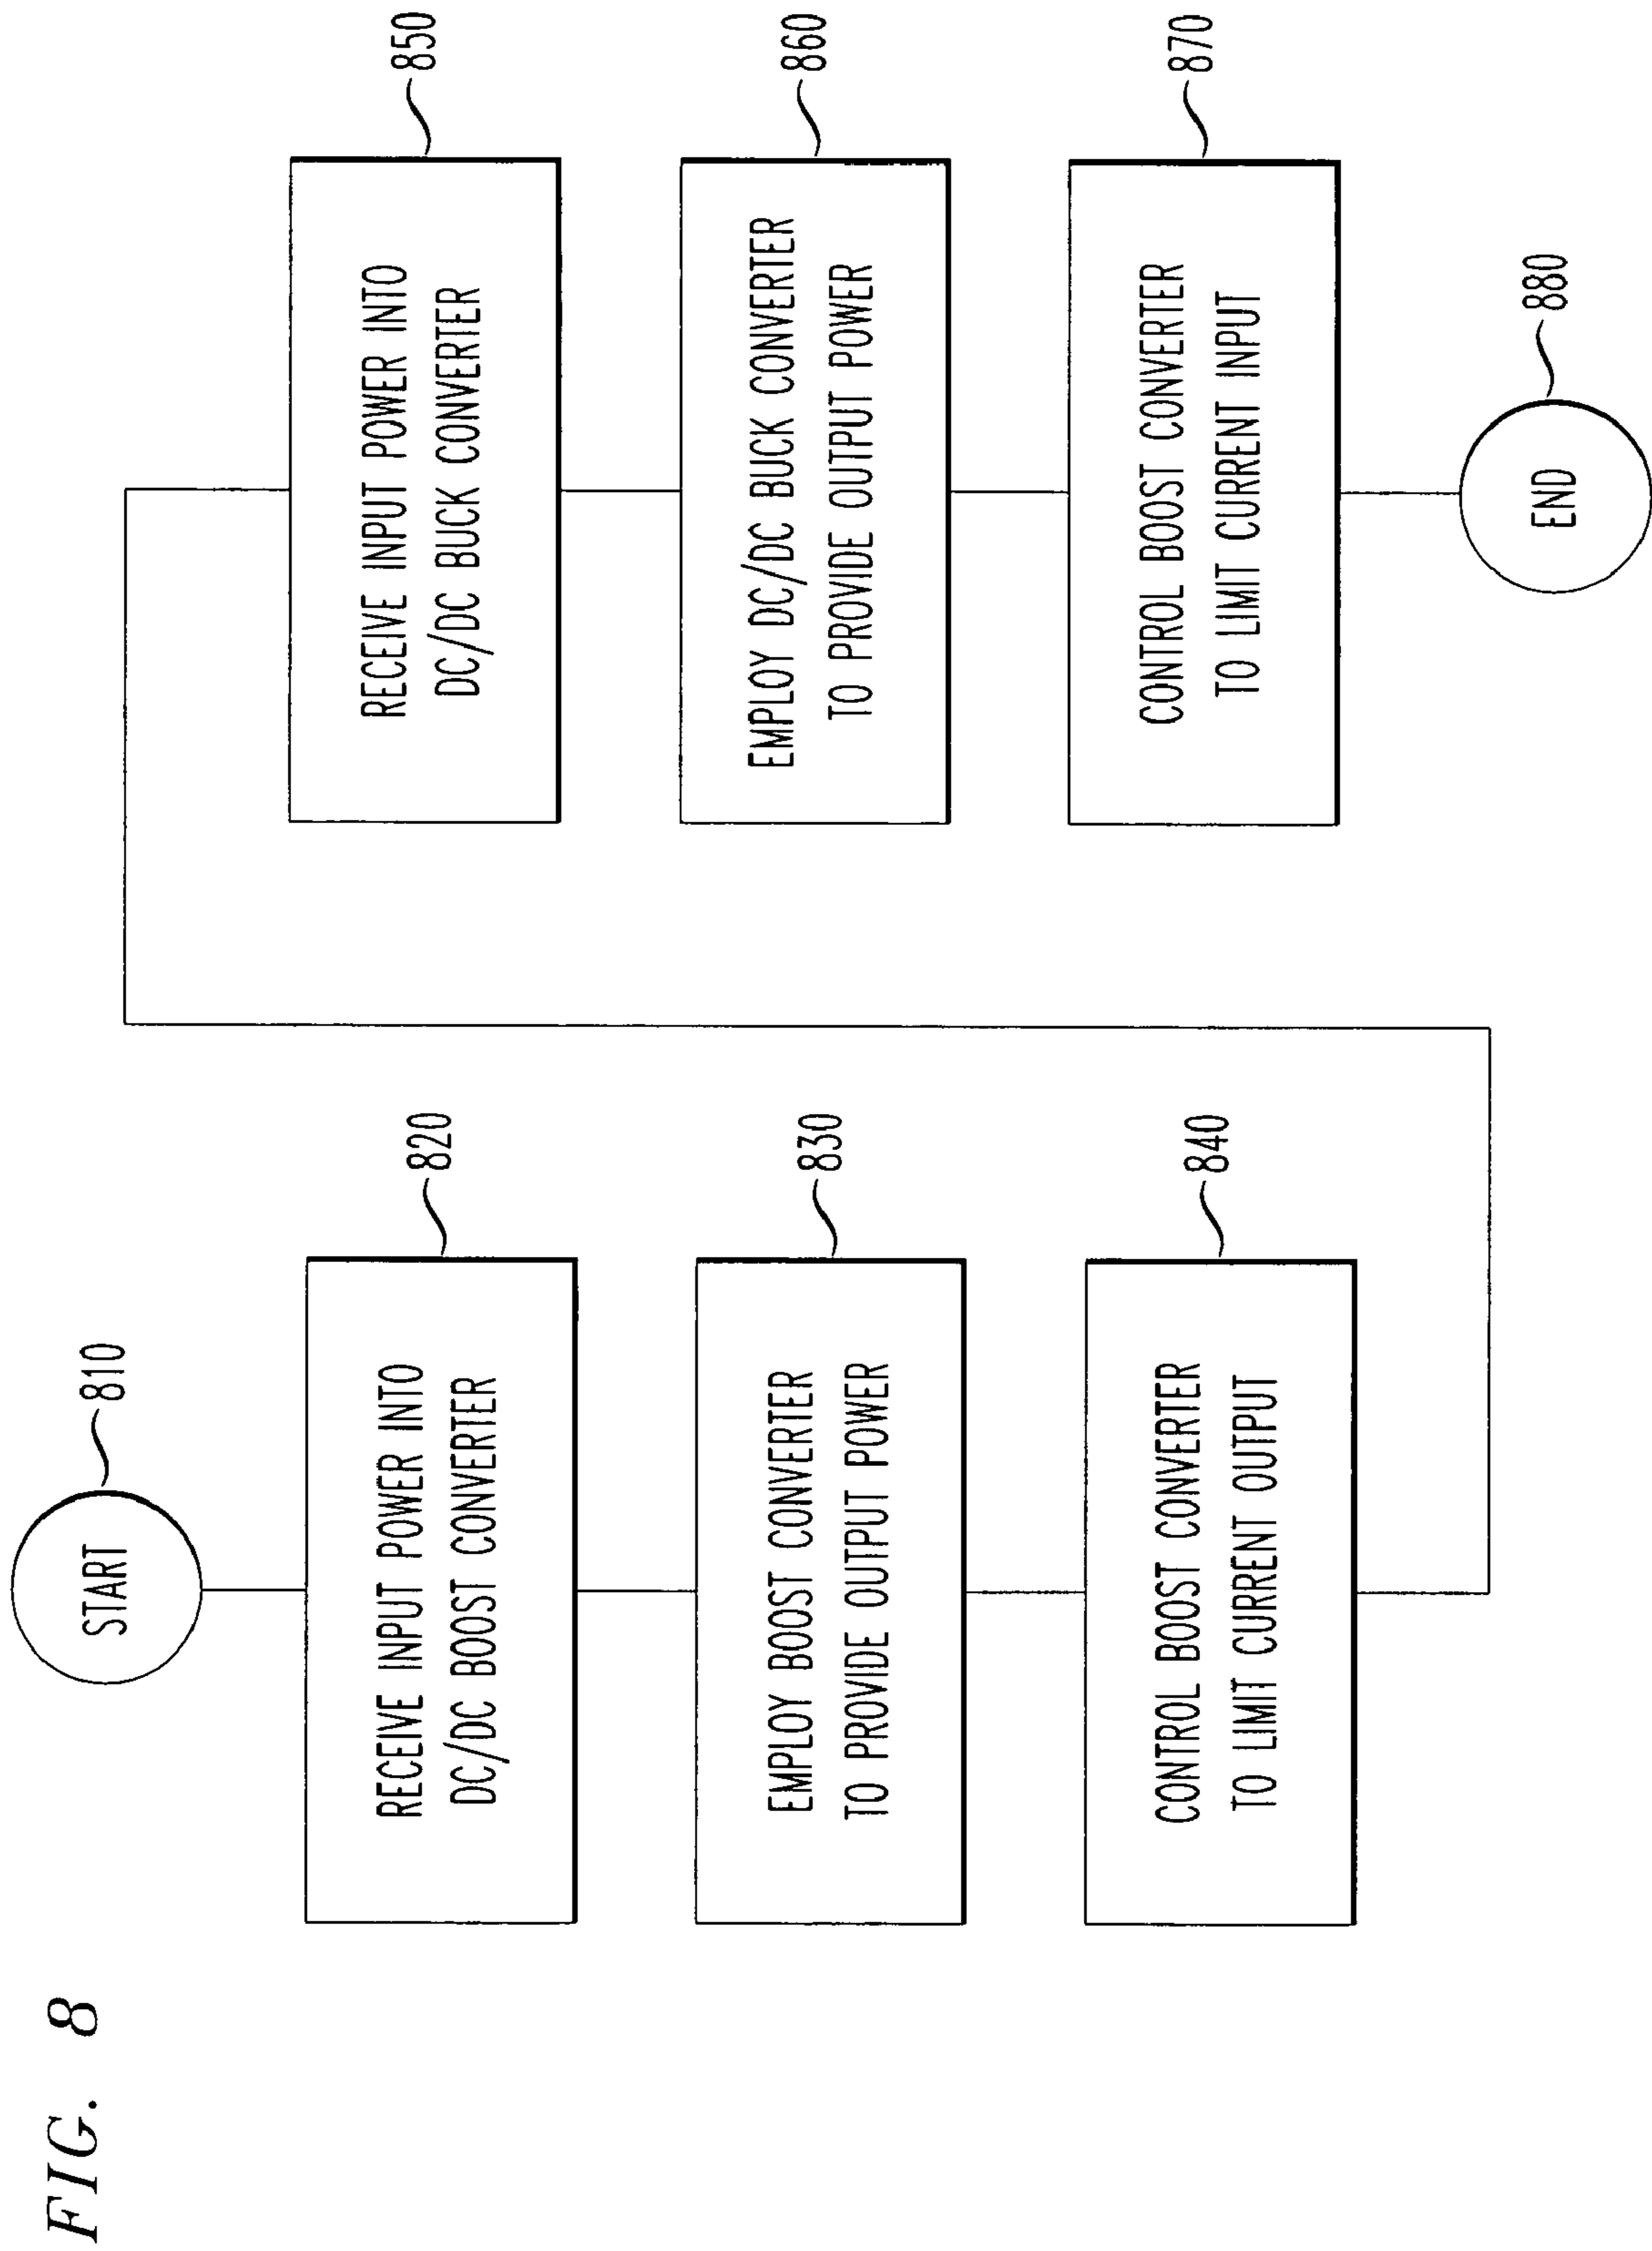 FIG. 8
START
810
RECEIVE INPUT POWER INTO
DC/DC BOOST CONVERTER
820
EMPLOY BOOST CONVERTER
TO PROVIDE OUTPUT POWER
830
CONTROL BOOST CONVERTER
TO LIMIT CURRENT OUTPUT
840
RECEIVE INPUT POWER INTO
DC/DC BUCK CONVERTER
850
EMPLOY DC/DC BUCK CONVERTER
TO PROVIDE OUTPUT POWER
860
CONTROL BOOST CONVERTER
TO LIMIT CURRENT INPUT
870
END
880